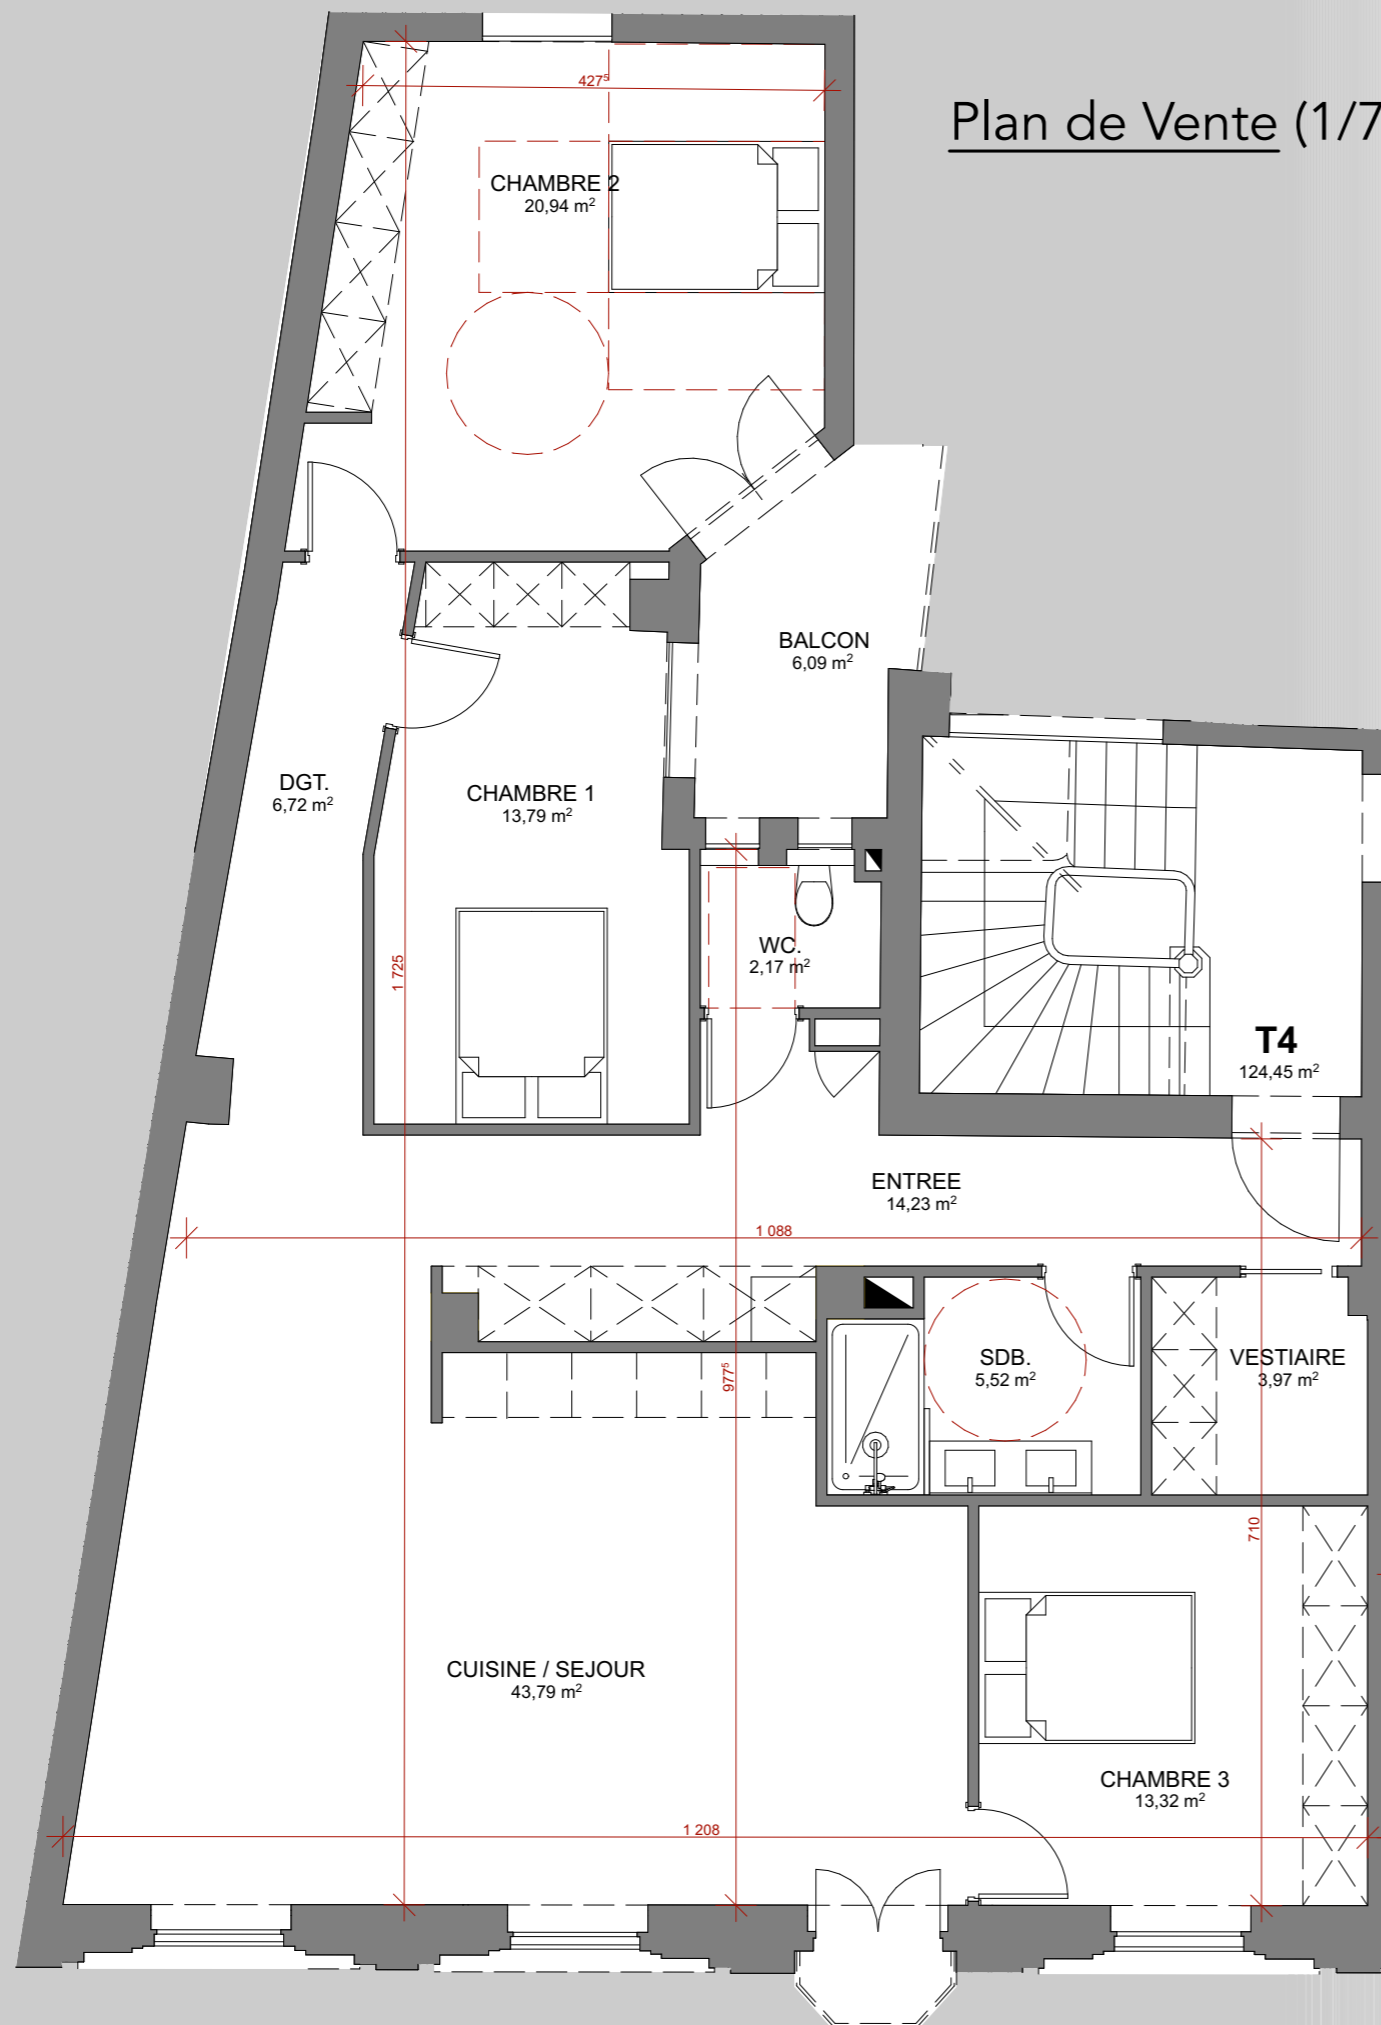 Plan de Vente (1/7
427⁵
CHAMBRE 2
20,94 m²
BALCON
6,09 m²
DGT.
6,72 m²
CHAMBRE 1
13,79 m²
WC.
2,17 m²
1 725
T4
124,45 m²
ENTREE
14,23 m²
1 088
SDB.
5,52 m²
VESTIAIRE
3,97 m²
977⁵
710
CUISINE / SEJOUR
43,79 m²
CHAMBRE 3
13,32 m²
1 208